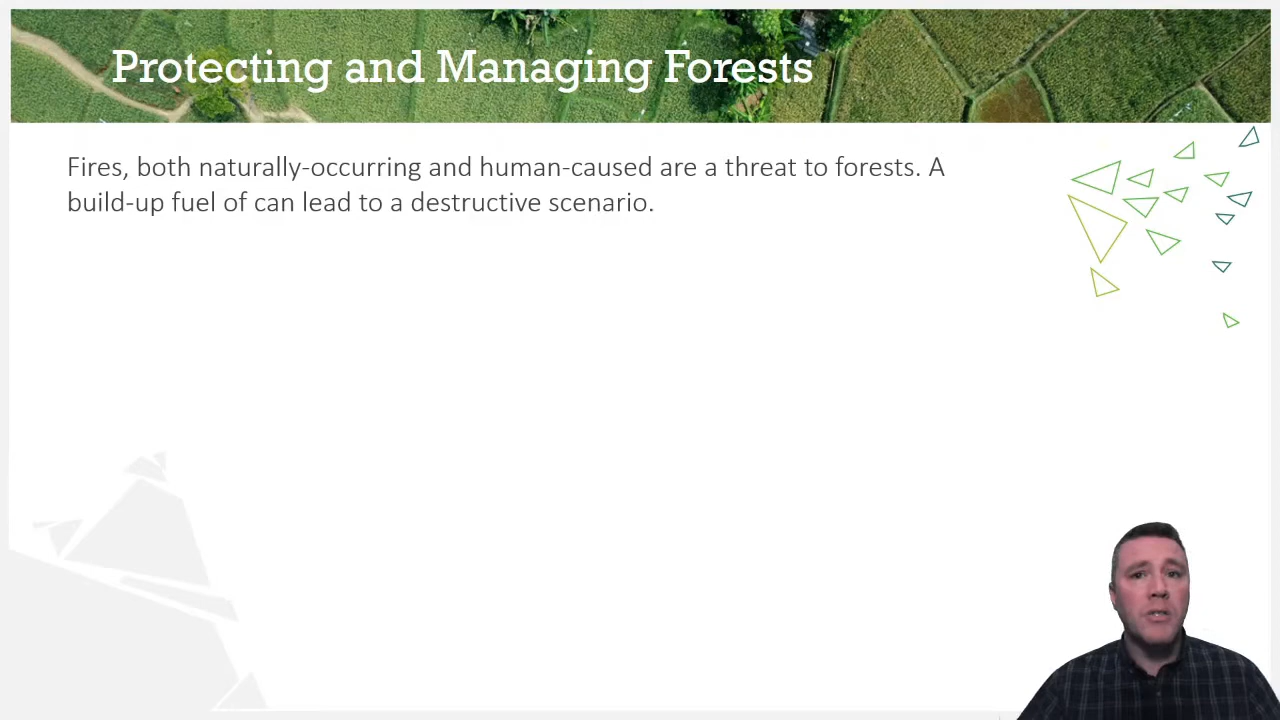 Protecting and Managing Forests
Fires, both naturally-occurring and human-caused are a threat to forests. A
build-up fuel of can lead to a destructive scenario.